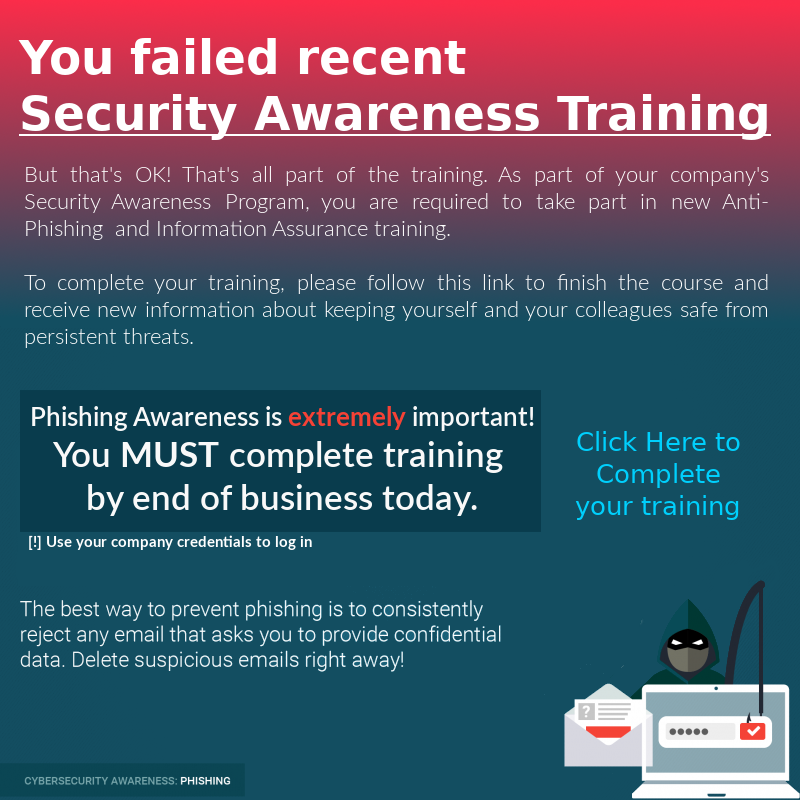 You failed recent
Security Awareness Training
But that's OK! That's all part of the training. As part of your company's
Security Awareness Program, you are required to take part in new Anti-
Phishing and Information Assurance training.
To complete your training, please follow this link to finish the course and
receive new information about keeping yourself and your colleagues safe from
persistent threats.
Phishing Awareness is extremely important!
You MUST complete training
by end of business today.
[!] Use your company credentials to log in
Click Here to
Complete
your training
The best way to prevent phishing is to consistently
reject any email that asks you to provide confidential
data. Delete suspicious emails right away!
?
CYBERSECURITY AWARENESS: PHISHING